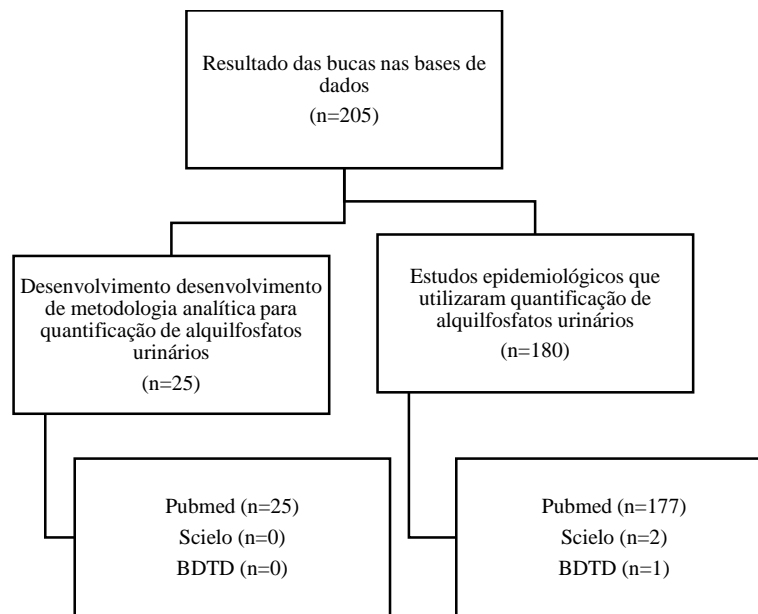 Resultado das bucas nas bases de
dados
(n=205)
Desenvolvimento desenvolvimento
de metodologia analítica para
quantificação de alquilfosfatos
urinários
(n=25)
Estudos epidemiológicos que
utilizaram quantificação de
alquilfosfatos urinários
(n=180)
Pubmed (n=25)
Scielo (n=0)
BDTD (n=0)
Pubmed (n=177)
Scielo (n=2)
BDTD (n=1)